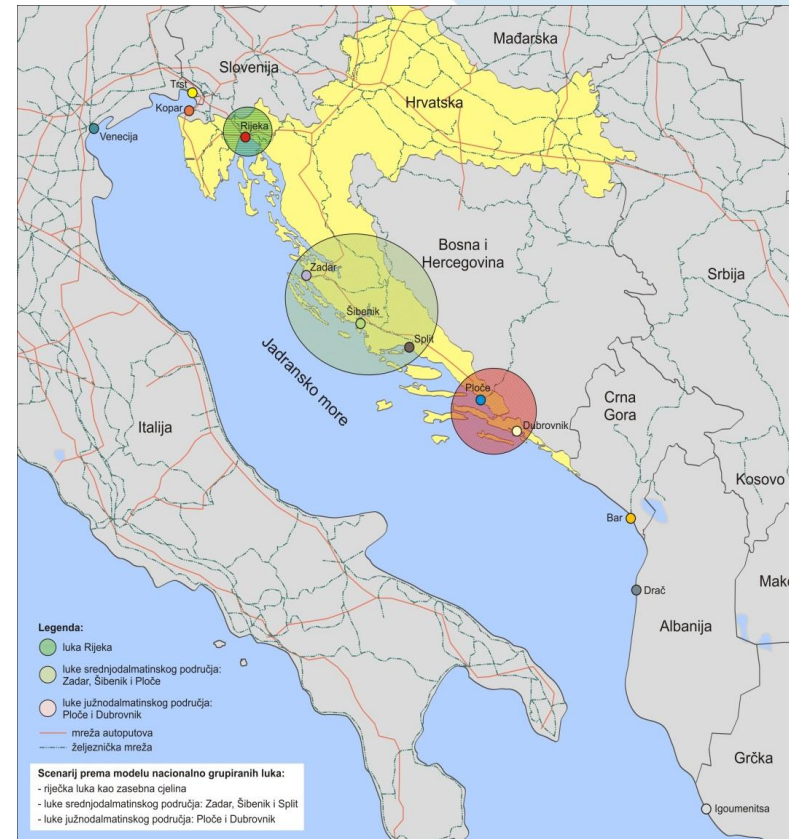 Mađarska
Slovenija
Trst
Hrvatska
Kopar
Rijeka
Venecija
Bosna i
Hercegovina
Zadar
Srbija
Šibenik
Split
Jadransko more
Ploče
Crna
Gora
Italija
Dubrovnik
Kosovo
Bar
Drač
Mak
Albanija
Legenda:
luka Rijeka
luke srednjodalmatinskog područja:
Zadar, Šibenik i Ploče
luke južnodalmatinskog područja:
Ploče i Dubrovnik
mreža autoputova
željeznička mreža
Grčka
Scenarij prema modelu nacionalno grupiranih luka:
- riječka luka kao zasebna cjelina
- luke srednjodalmatinskog područja: Zadar, Šibenik i Split
- luke južnodalmatinskog područja: Ploče i Dubrovnik
Igoumenitsa